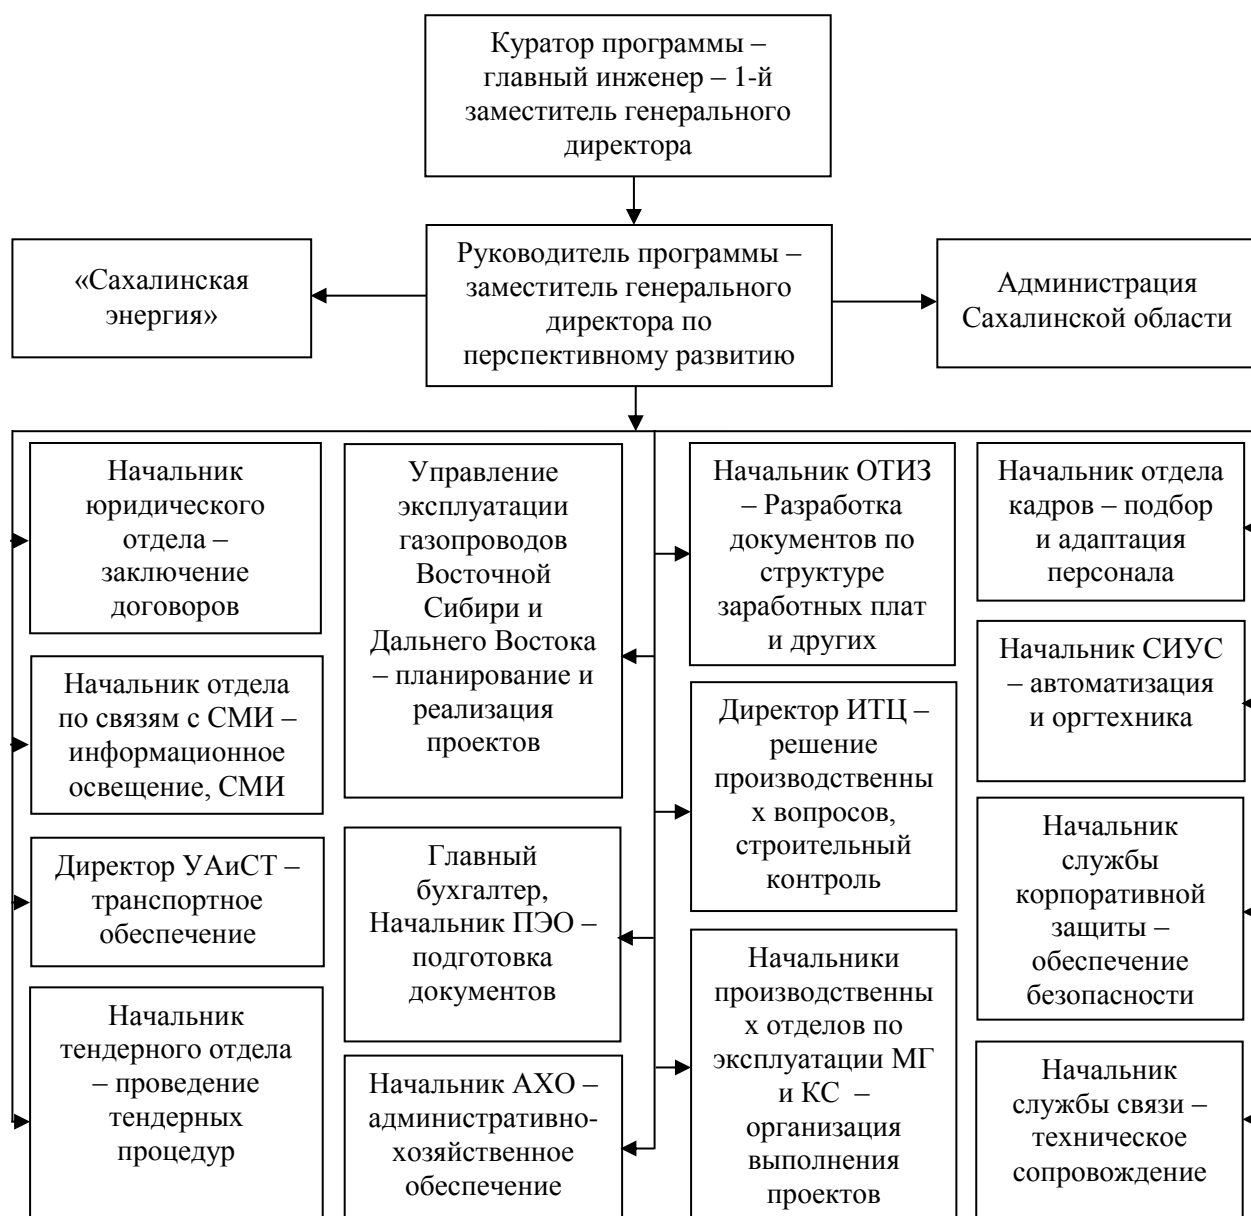 Куратор программы –
главный инженер – 1-й
заместитель генерального
директора
«Сахалинская
энергия»
Руководитель программы –
заместитель генерального
директора по
перспективному развитию
Администрация
Сахалинской области
Начальник
юридического
отдела –
заключение
договоров
Начальник отдела
по связям с СМИ –
информационное
освещение, СМИ
Директор УАиСТ –
транспортное
обеспечение
Начальник
тендерного отдела
– проведение
тендерных
процедур
Управление
эксплуатации
газопроводов
Восточной
Сибири и
Дальнего Востока
– планирование и
реализация
проектов
Главный
бухгалтер,
Начальник ПЭО –
подготовка
документов
Начальник АХО –
административно-
хозяйственное
обеспечение
Начальник ОТИЗ
– Разработка
документов по
структуре
заработных плат
и других
Директор ИТЦ –
решение
производственны
х вопросов,
строительный
контроль
Начальники
производственны
х отделов по
эксплуатации МГ
и КС –
организация
выполнения
проектов
Начальник отдела
кадров – подбор
и адаптация
персонала
Начальник СИУС
– автоматизация
и оргтехника
Начальник
службы
корпоративной
защиты –
обеспечение
безопасности
Начальник
службы связи –
техническое
сопровождение